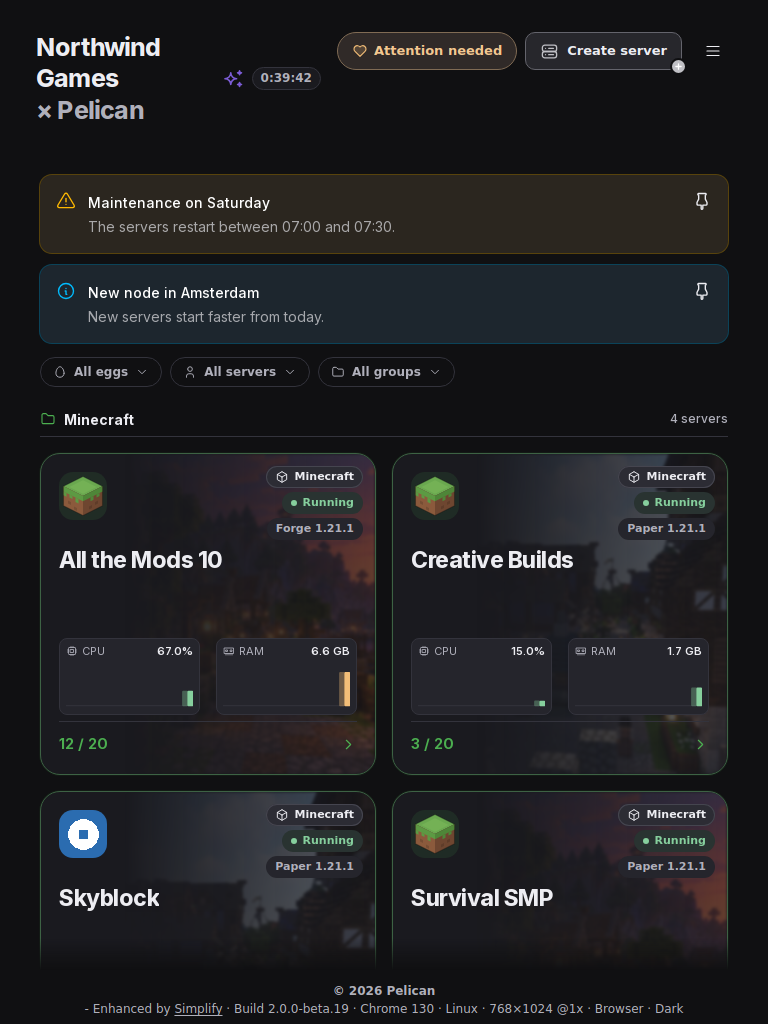 Northwind
Games
× Pelican
0:39:42
Attention needed
Create server
Maintenance on Saturday
The servers restart between 07:00 and 07:30.
New node in Amsterdam
New servers start faster from today.
All eggs
All servers
All groups
Minecraft
4 servers
Minecraft
Running
Forge 1.21.1
All the Mods 10
CPU 67.0%
RAM 6.6 GB
12 / 20
Minecraft
Running
Paper 1.21.1
Creative Builds
CPU 15.0%
RAM 1.7 GB
3 / 20
Minecraft
Running
Paper 1.21.1
Skyblock
Minecraft
Running
Paper 1.21.1
Survival SMP
© 2026 Pelican
- Enhanced by Simplify · Build 2.0.0-beta.19 · Chrome 130 · Linux · 768×1024 @1x · Browser · Dark